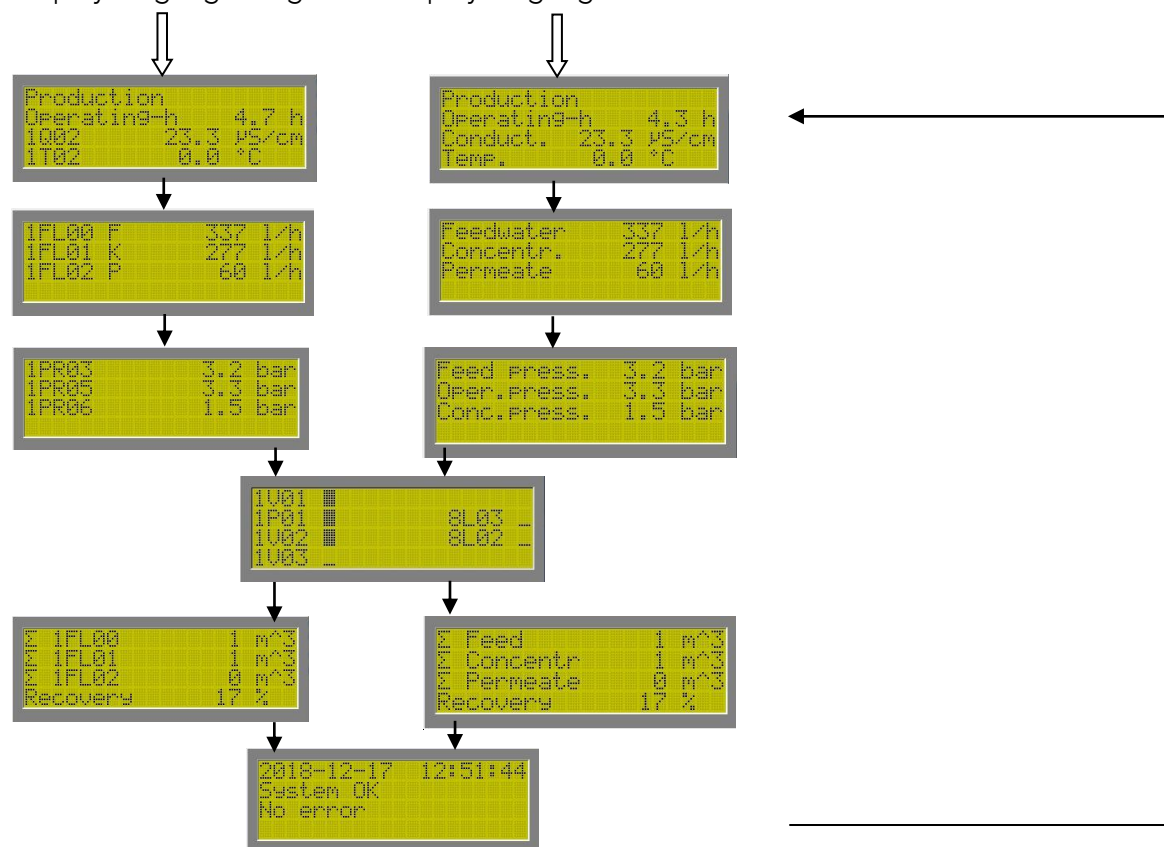 Production
Operating-h 4.7 h
1Q02 23.3 µS/cm
1T02 0.0 °C
Production
Operating-h 4.3 h
Conduct. 23.3 µS/cm
Temp. 0.0 °C
1FL00 F 337 l/h
1FL01 K 277 l/h
1FL02 P 60 l/h
Feedwater 337 l/h
Concentr. 277 l/h
Permeate 60 l/h
1PR03 3.2 bar
1PR05 3.3 bar
1PR06 1.5 bar
Feed press. 3.2 bar
Oper.press. 3.3 bar
Conc.press. 1.5 bar
1V01
1P01 8L03 _
1V02 8L02 _
1V03 _
Σ 1FL00 1 m^3
Σ 1FL01 1 m^3
Σ 1FL02 0 m^3
Recovery 17 %
Σ Feed 1 m^3
Σ Concentr 1 m^3
Σ Permeate 0 m^3
Recovery 17 %
2018-12-17 12:51:44
System OK
No error